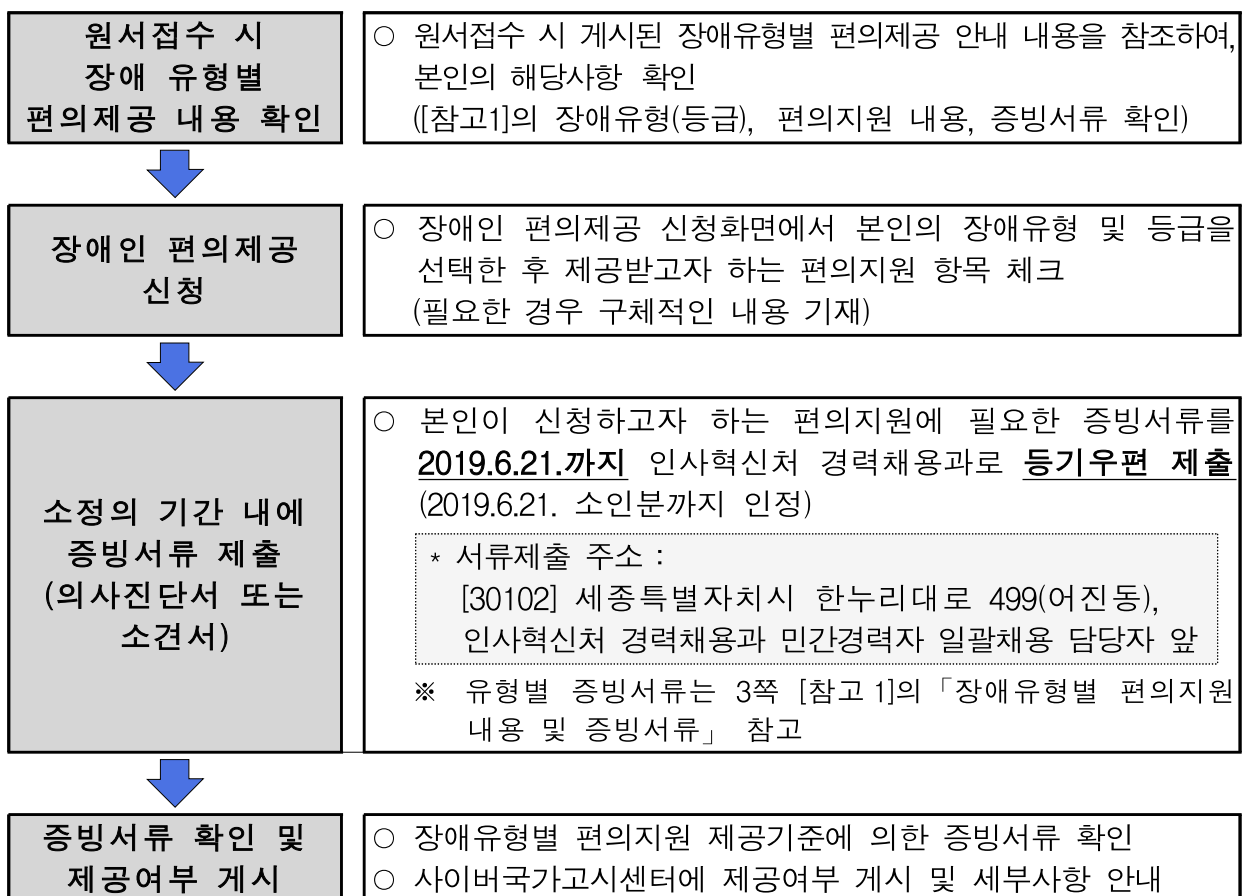 원서접수 시
장애 유형별
편의제공 내용 확인
○ 원서접수 시 게시된 장애유형별 편의제공 안내 내용을 참조하여,
본인의 해당사항 확인
([참고1]의 장애유형(등급), 편의지원 내용, 증빙서류 확인)
장애인 편의제공
신청
○ 장애인 편의제공 신청화면에서 본인의 장애유형 및 등급을
선택한 후 제공받고자 하는 편의지원 항목 체크
(필요한 경우 구체적인 내용 기재)
소정의 기간 내에
증빙서류 제출
(의사진단서 또는
소견서)
○ 본인이 신청하고자 하는 편의지원에 필요한 증빙서류를
2019.6.21.까지 인사혁신처 경력채용과로 등기우편 제출
(2019.6.21. 소인분까지 인정)
* 서류제출 주소 :
[30102] 세종특별자치시 한누리대로 499(어진동),
인사혁신처 경력채용과 민간경력자 일괄채용 담당자 앞
※ 유형별 증빙서류는 3쪽 [참고 1]의「장애유형별 편의지원
내용 및 증빙서류」 참고
증빙서류 확인 및
제공여부 게시
○ 장애유형별 편의지원 제공기준에 의한 증빙서류 확인
○ 사이버국가고시센터에 제공여부 게시 및 세부사항 안내